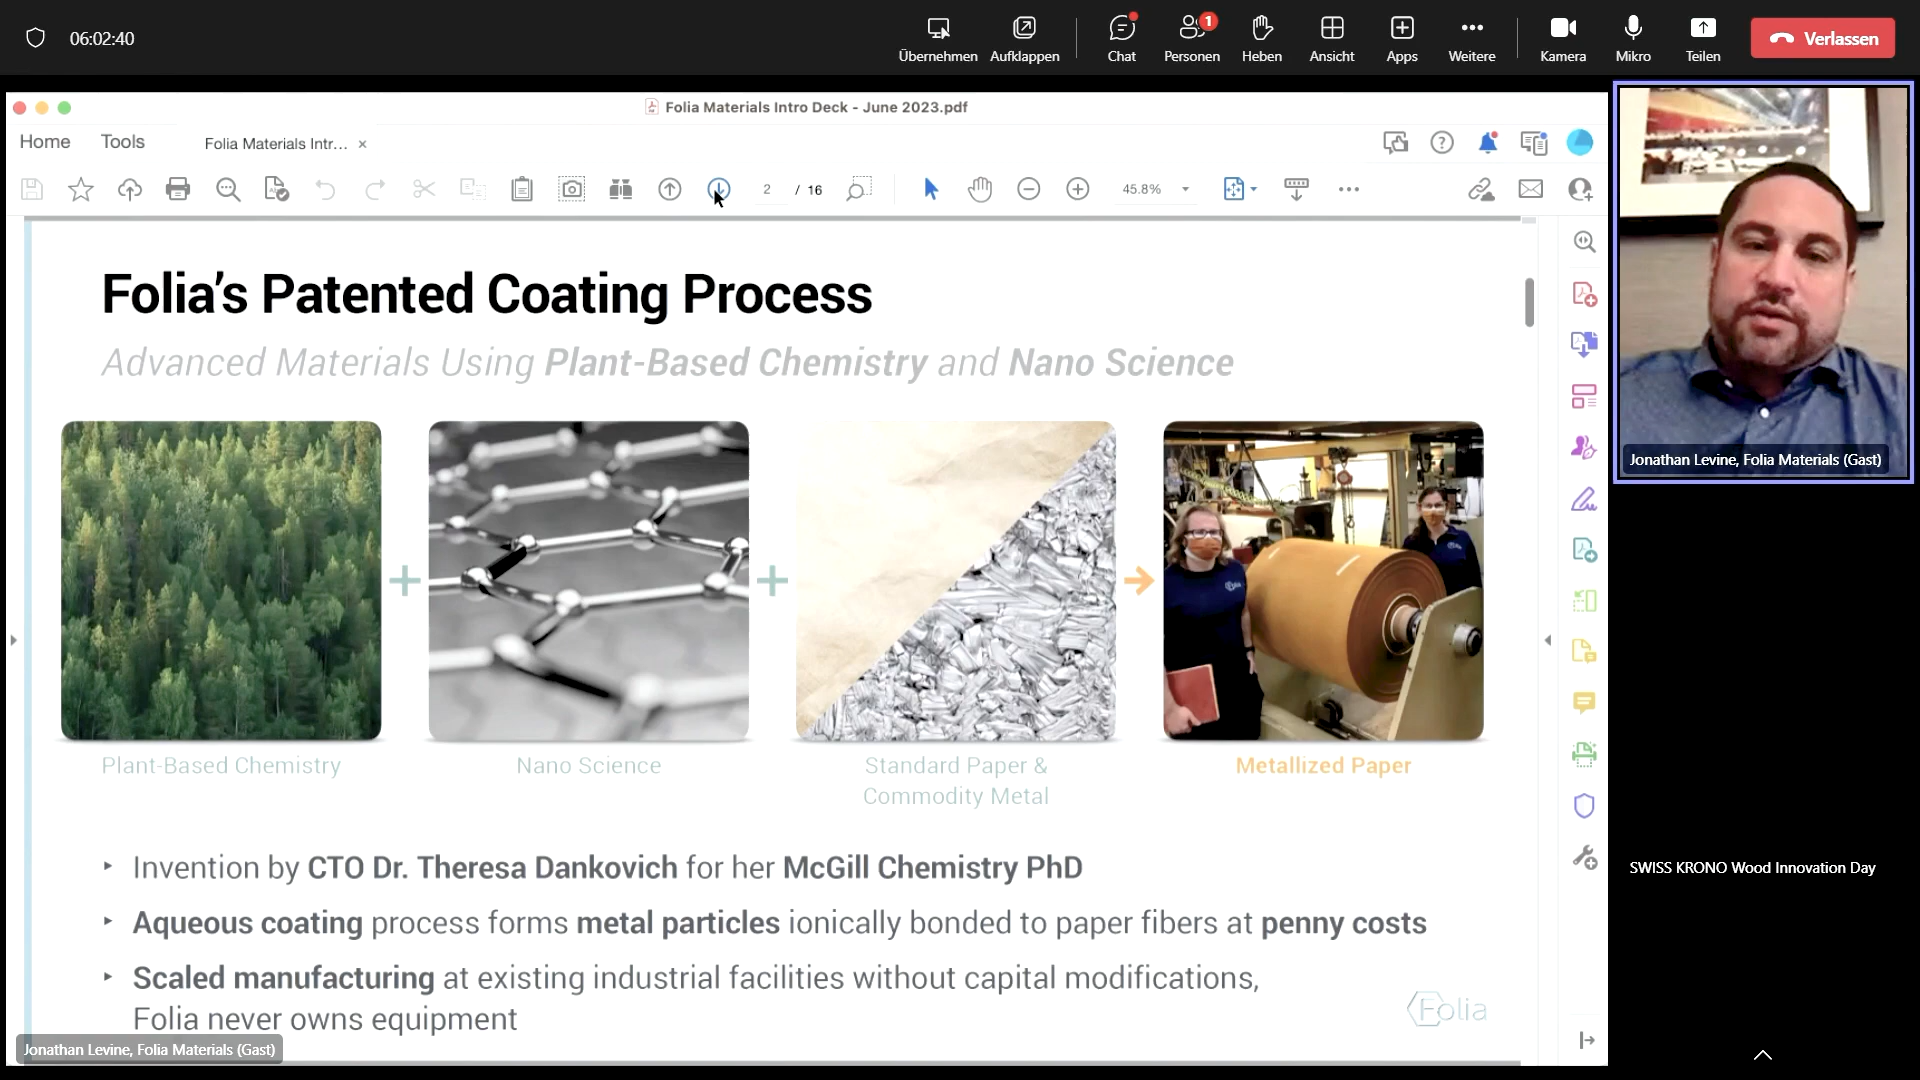 06:02:40
Übernehmen
Aufklappen
Chat
1
Personen
Heben
Ansicht
Apps
Weitere
Kamera
Mikro
Teilen
Verlassen
Folia Materials Intro Deck - June 2023.pdf
Home
Tools
Folia Materials Intr... ×
2 / 16
45.8%
Folia's Patented Coating Process
Advanced Materials Using Plant-Based Chemistry and Nano Science
Plant-Based Chemistry
Nano Science
Standard Paper &
Commodity Metal
Metallized Paper
‣ Invention by CTO Dr. Theresa Dankovich for her McGill Chemistry PhD
‣ Aqueous coating process forms metal particles ionically bonded to paper fibers at penny costs
‣ Scaled manufacturing at existing industrial facilities without capital modifications,
Folia never owns equipment
Folia
Jonathan Levine, Folia Materials (Gast)
Jonathan Levine, Folia Materials (Gast)
SWISS KRONO Wood Innovation Day